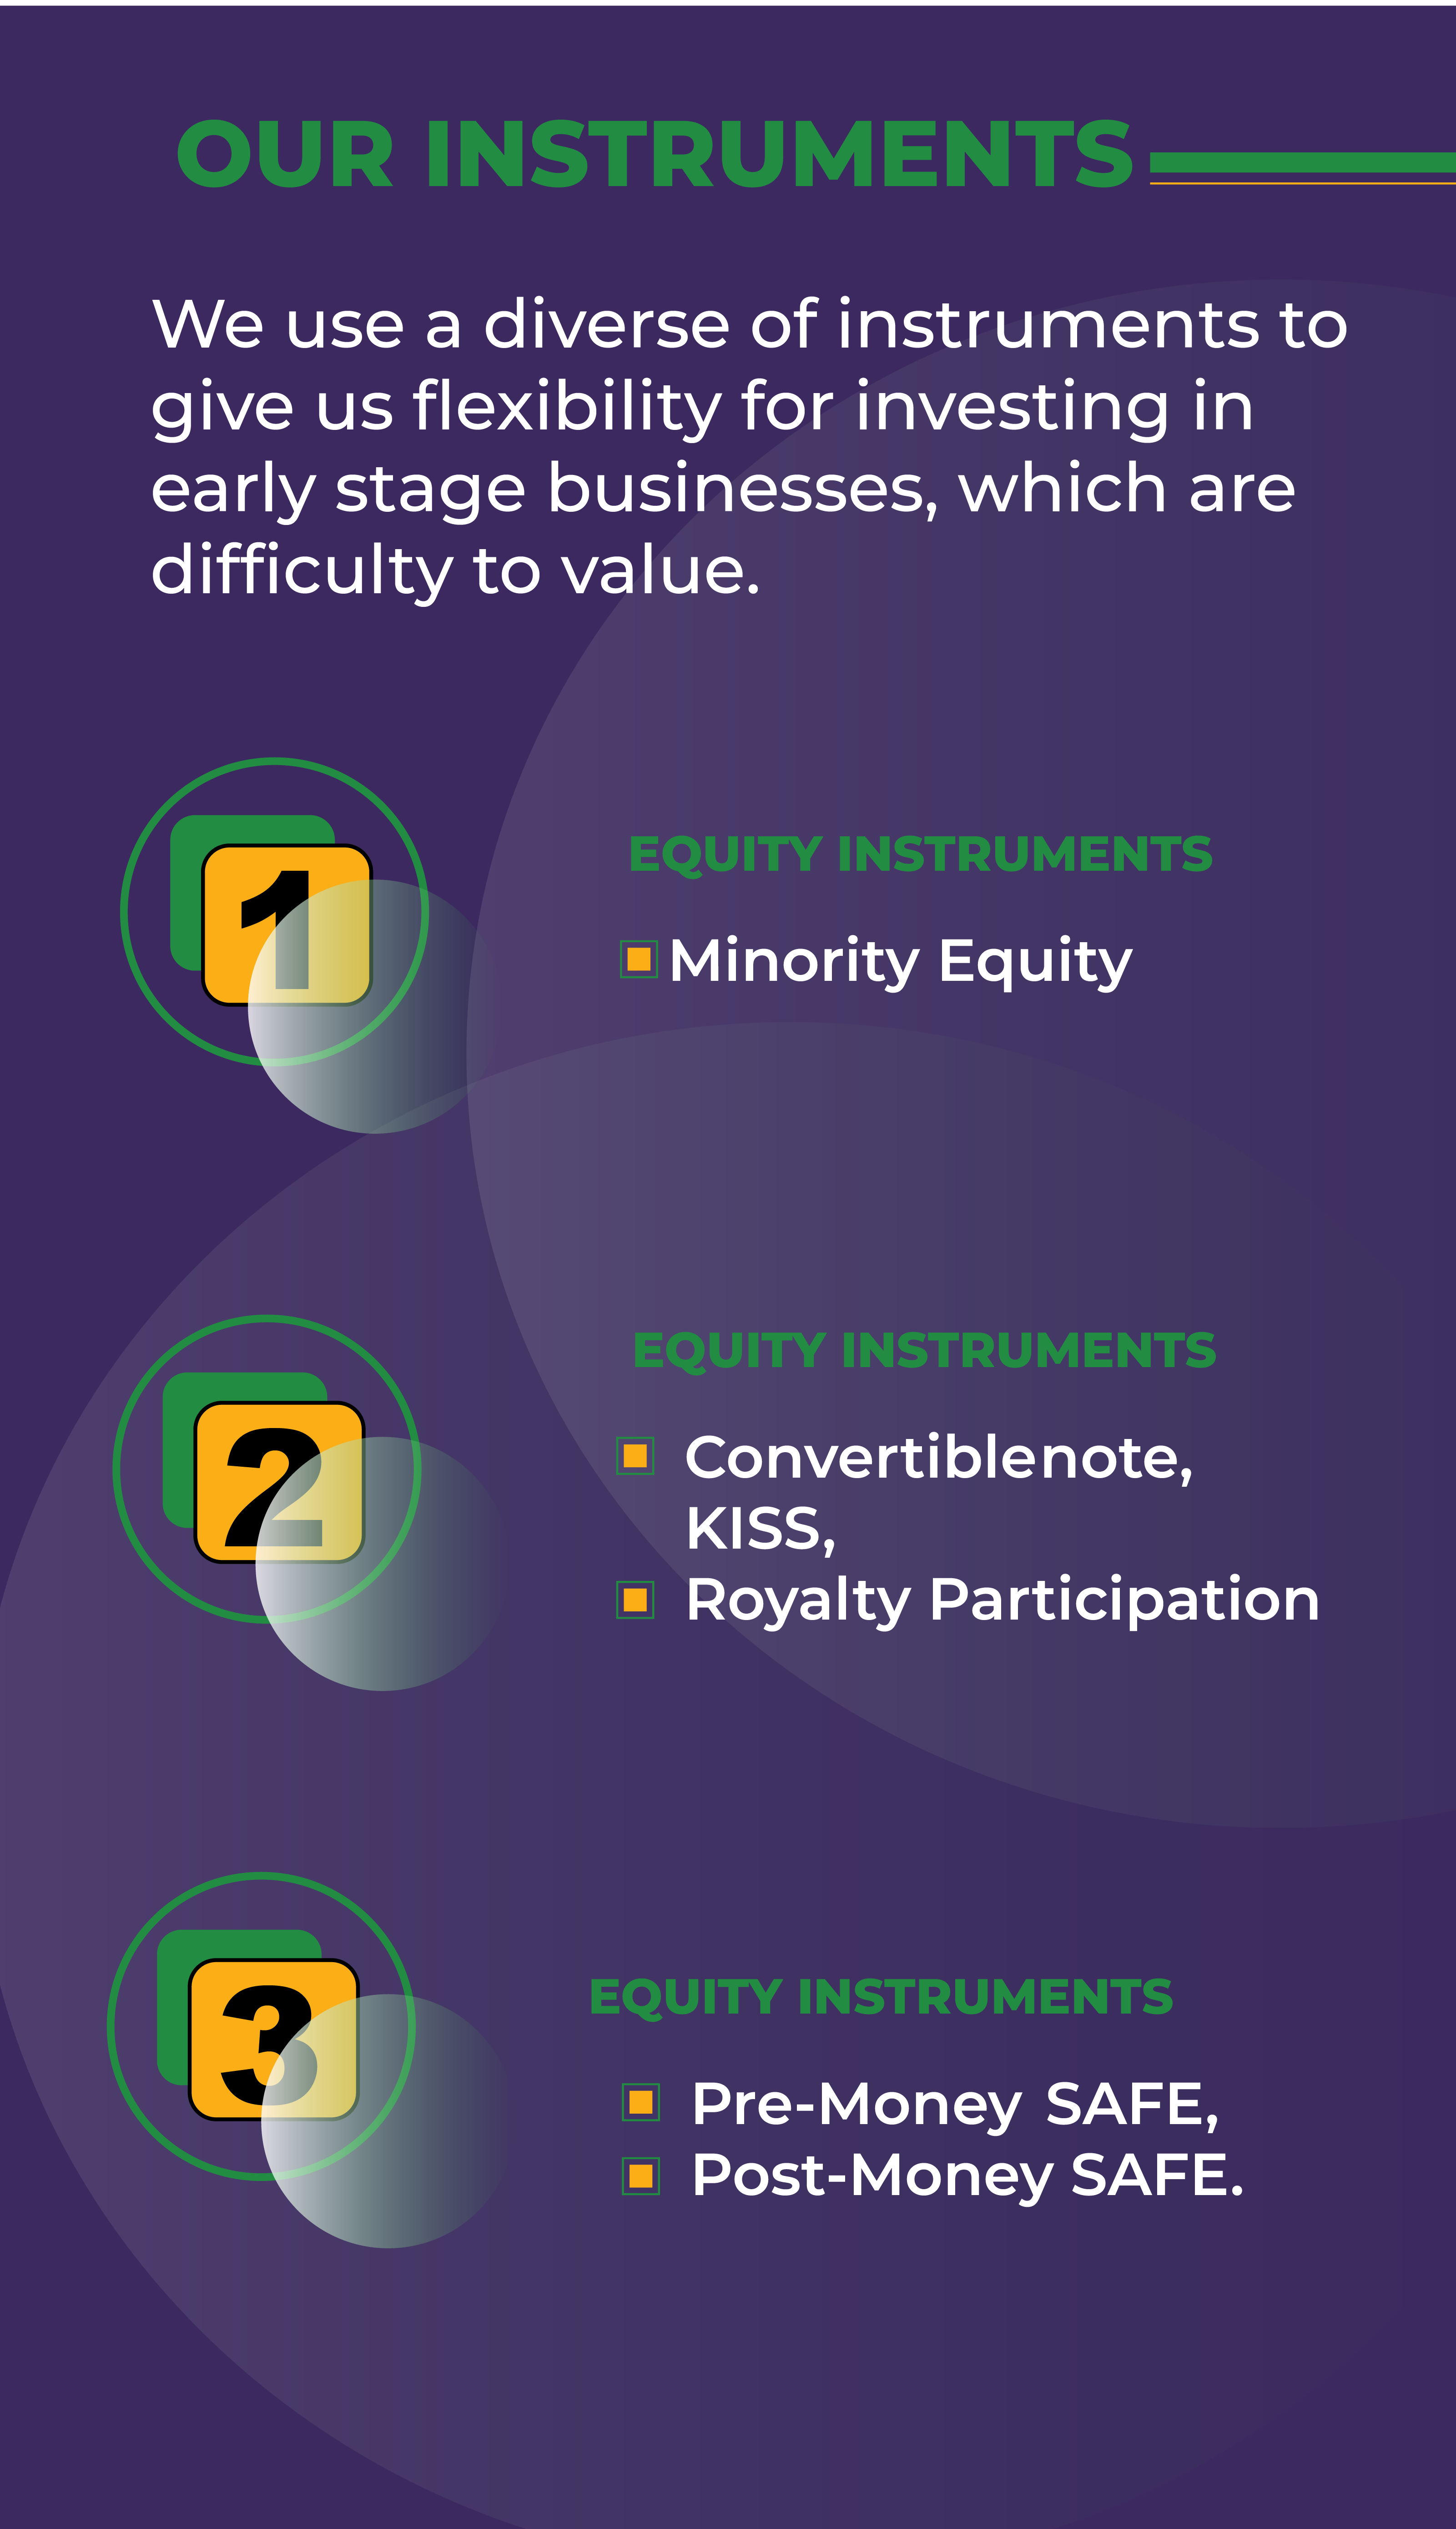 OUR INSTRUMENTS
We use a diverse of instruments to
give us flexibility for investing in
early stage businesses, which are
difficulty to value.
1
EQUITY INSTRUMENTS
Minority Equity
2
EQUITY INSTRUMENTS
Convertiblenote,
KISS,
Royalty Participation
3
EQUITY INSTRUMENTS
Pre-Money SAFE,
Post-Money SAFE.